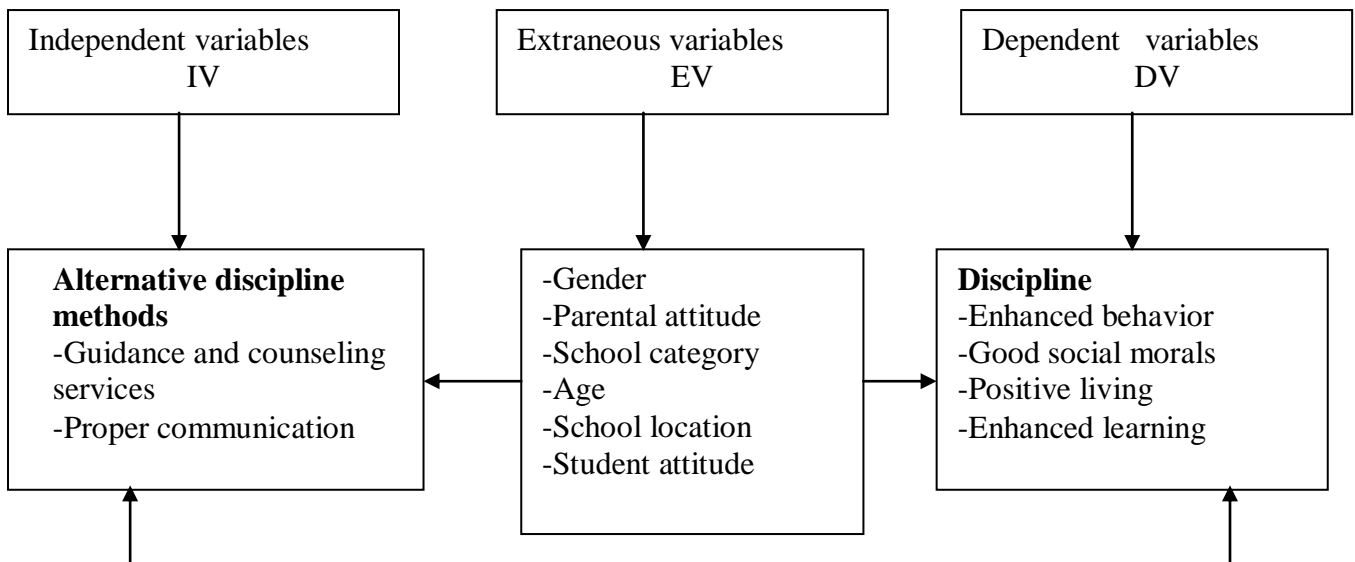 Independent variables
IV
Extraneous variables
EV
Dependent variables
DV
Alternative discipline
methods
-Guidance and counseling
services
-Proper communication
-Gender
-Parental attitude
-School category
-Age
-School location
-Student attitude
Discipline
-Enhanced behavior
-Good social morals
-Positive living
-Enhanced learning